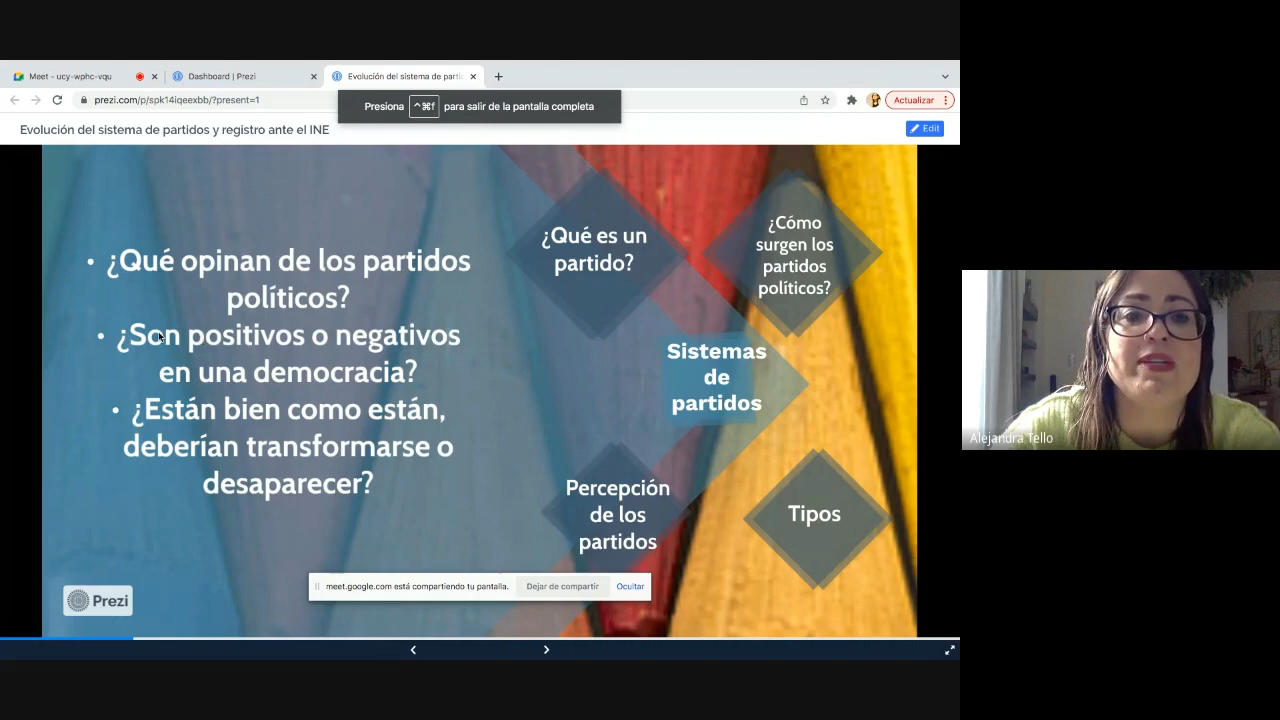 Meet - ucy-wphc-vqu
Dashboard | Prezi
Evolución del sistema de partid
prezi.com/p/spk14iqeexbb/?present=1
Presiona ^⌘f para salir de la pantalla completa
Actualizar
Evolución del sistema de partidos y registro ante el INE
Edit
• ¿Qué opinan de los partidos
políticos?
• ¿Son positivos o negativos
en una democracia?
• ¿Están bien como están,
deberían transformarse o
desaparecer?
¿Qué es un
partido?
¿Cómo
surgen los
partidos
políticos?
Sistemas
de
partidos
Percepción
de los
partidos
Tipos
meet.google.com está compartiendo tu pantalla.
Dejar de compartir
Ocultar
Prezi
Alejandra Tello